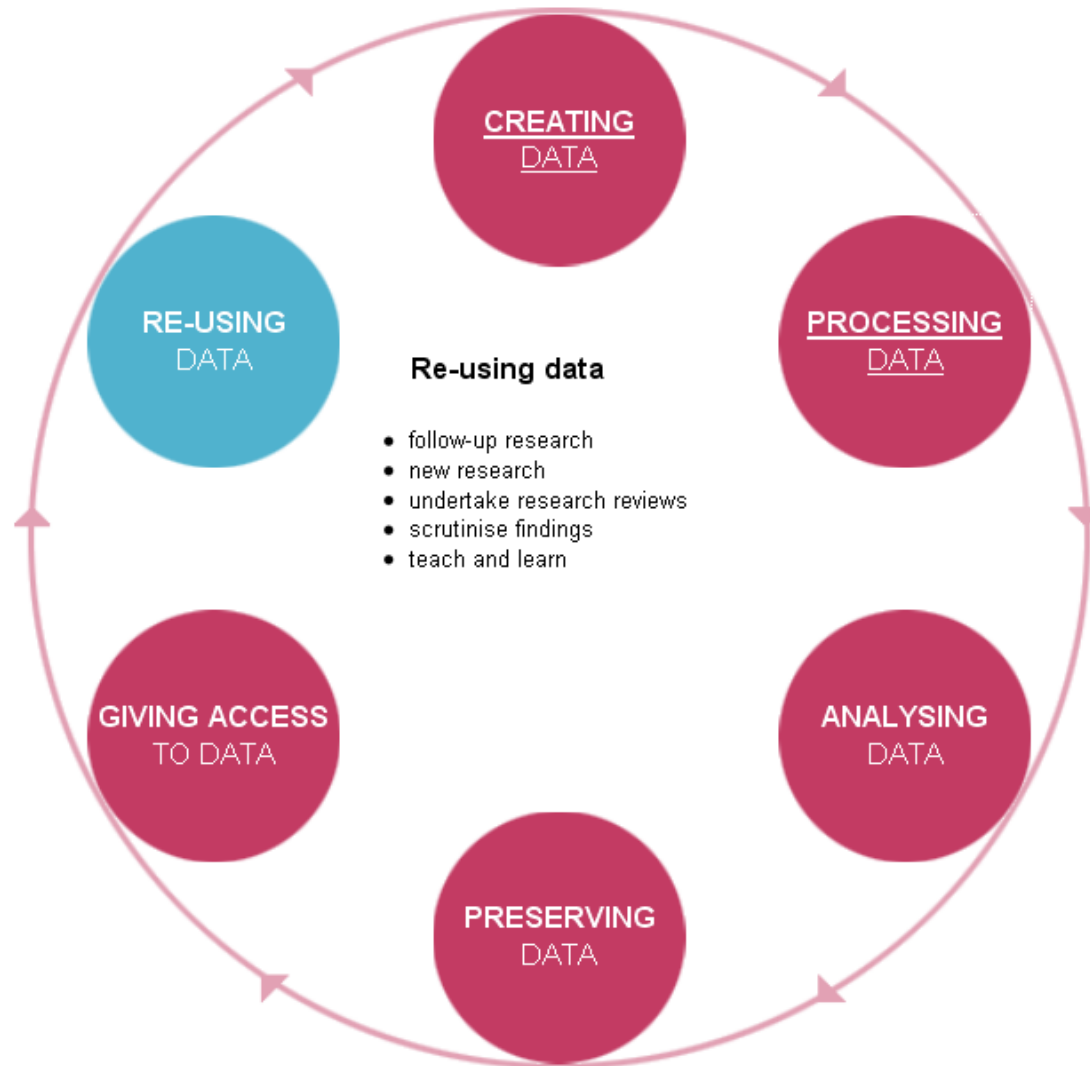 CREATING
DATA
PROCESSING
DATA
ANALYSING
DATA
PRESERVING
DATA
GIVING ACCESS
TO DATA
RE-USING
DATA
Re-using data
• follow-up research
• new research
• undertake research reviews
• scrutinise findings
• teach and learn